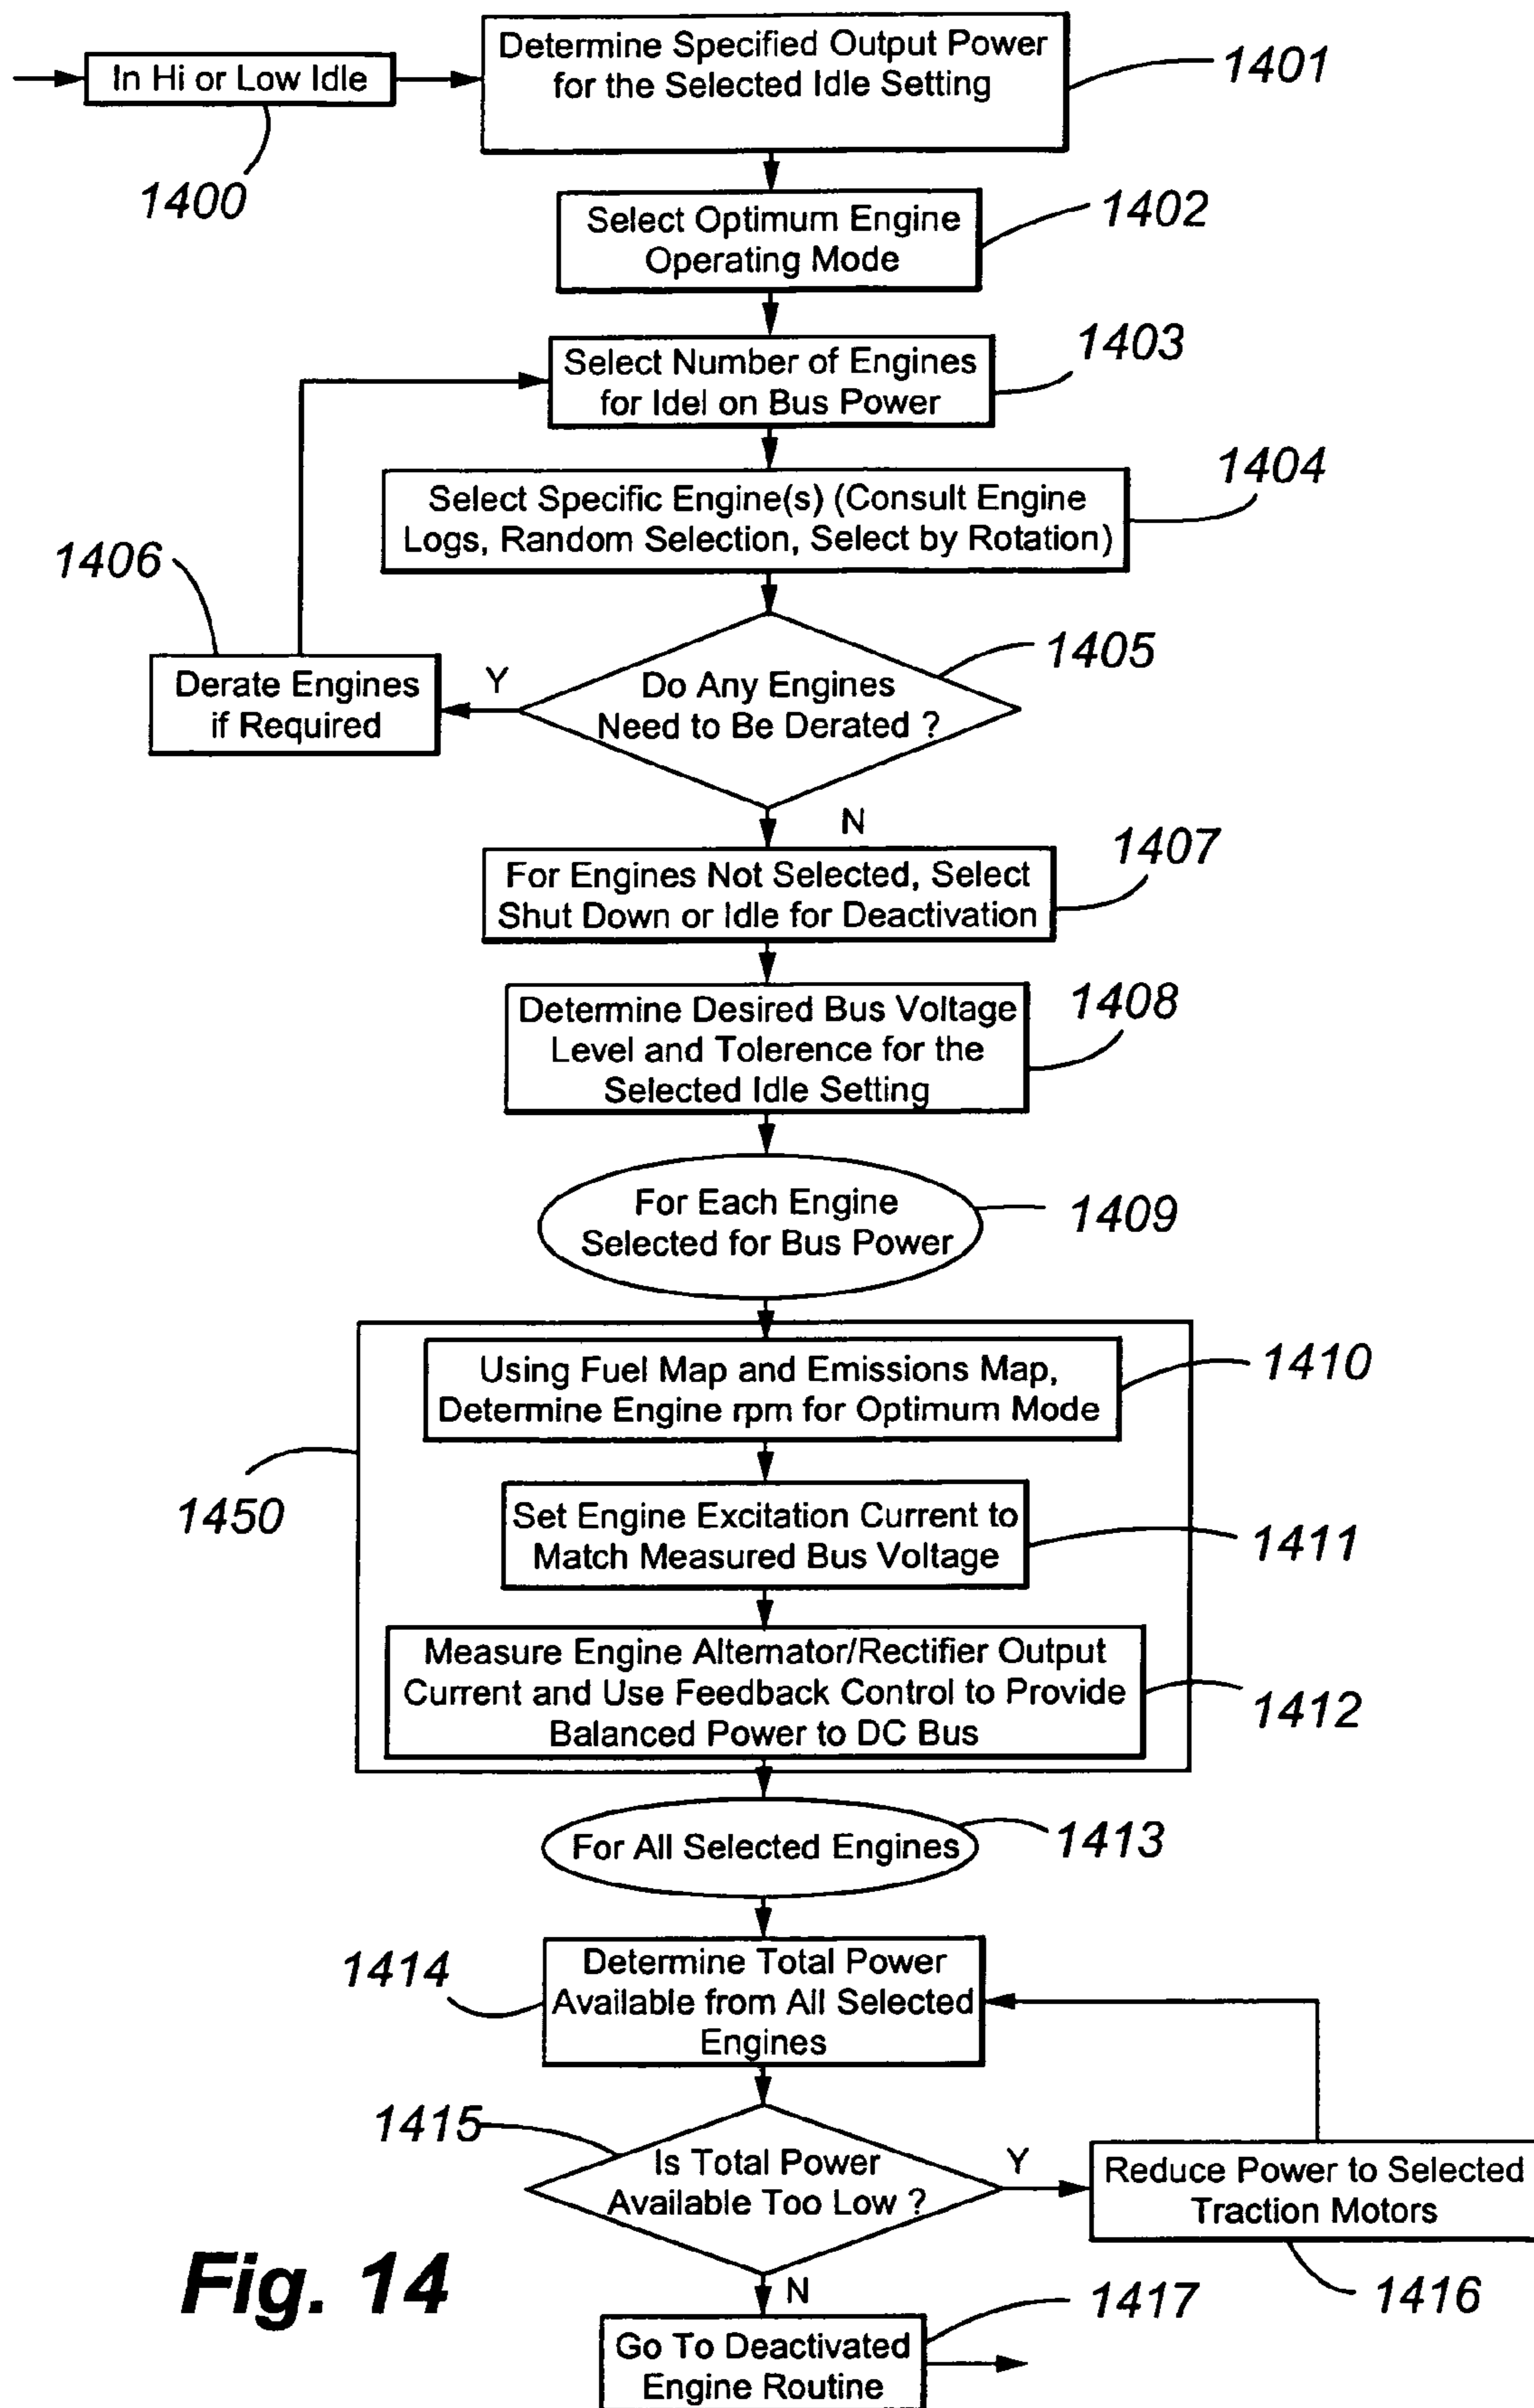 In Hi or Low Idle
1400
Determine Specified Output Power
for the Selected Idle Setting
1401
Select Optimum Engine
Operating Mode
1402
Select Number of Engines
for Idel on Bus Power
1403
Select Specific Engine(s) (Consult Engine
Logs, Random Selection, Select by Rotation)
1404
Do Any Engines
Need to Be Derated ?
1405
Y
Derate Engines
if Required
1406
N
For Engines Not Selected, Select
Shut Down or Idle for Deactivation
1407
Determine Desired Bus Voltage
Level and Tolerence for the
Selected Idle Setting
1408
For Each Engine
Selected for Bus Power
1409
Using Fuel Map and Emissions Map,
Determine Engine rpm for Optimum Mode
1410
1450
Set Engine Excitation Current to
Match Measured Bus Voltage
1411
Measure Engine Alternator/Rectifier Output
Current and Use Feedback Control to Provide
Balanced Power to DC Bus
1412
For All Selected Engines
1413
Determine Total Power
Available from All Selected
Engines
1414
Is Total Power
Available Too Low ?
1415
Y
Reduce Power to Selected
Traction Motors
1416
N
Go To Deactivated
Engine Routine
1417
Fig. 14